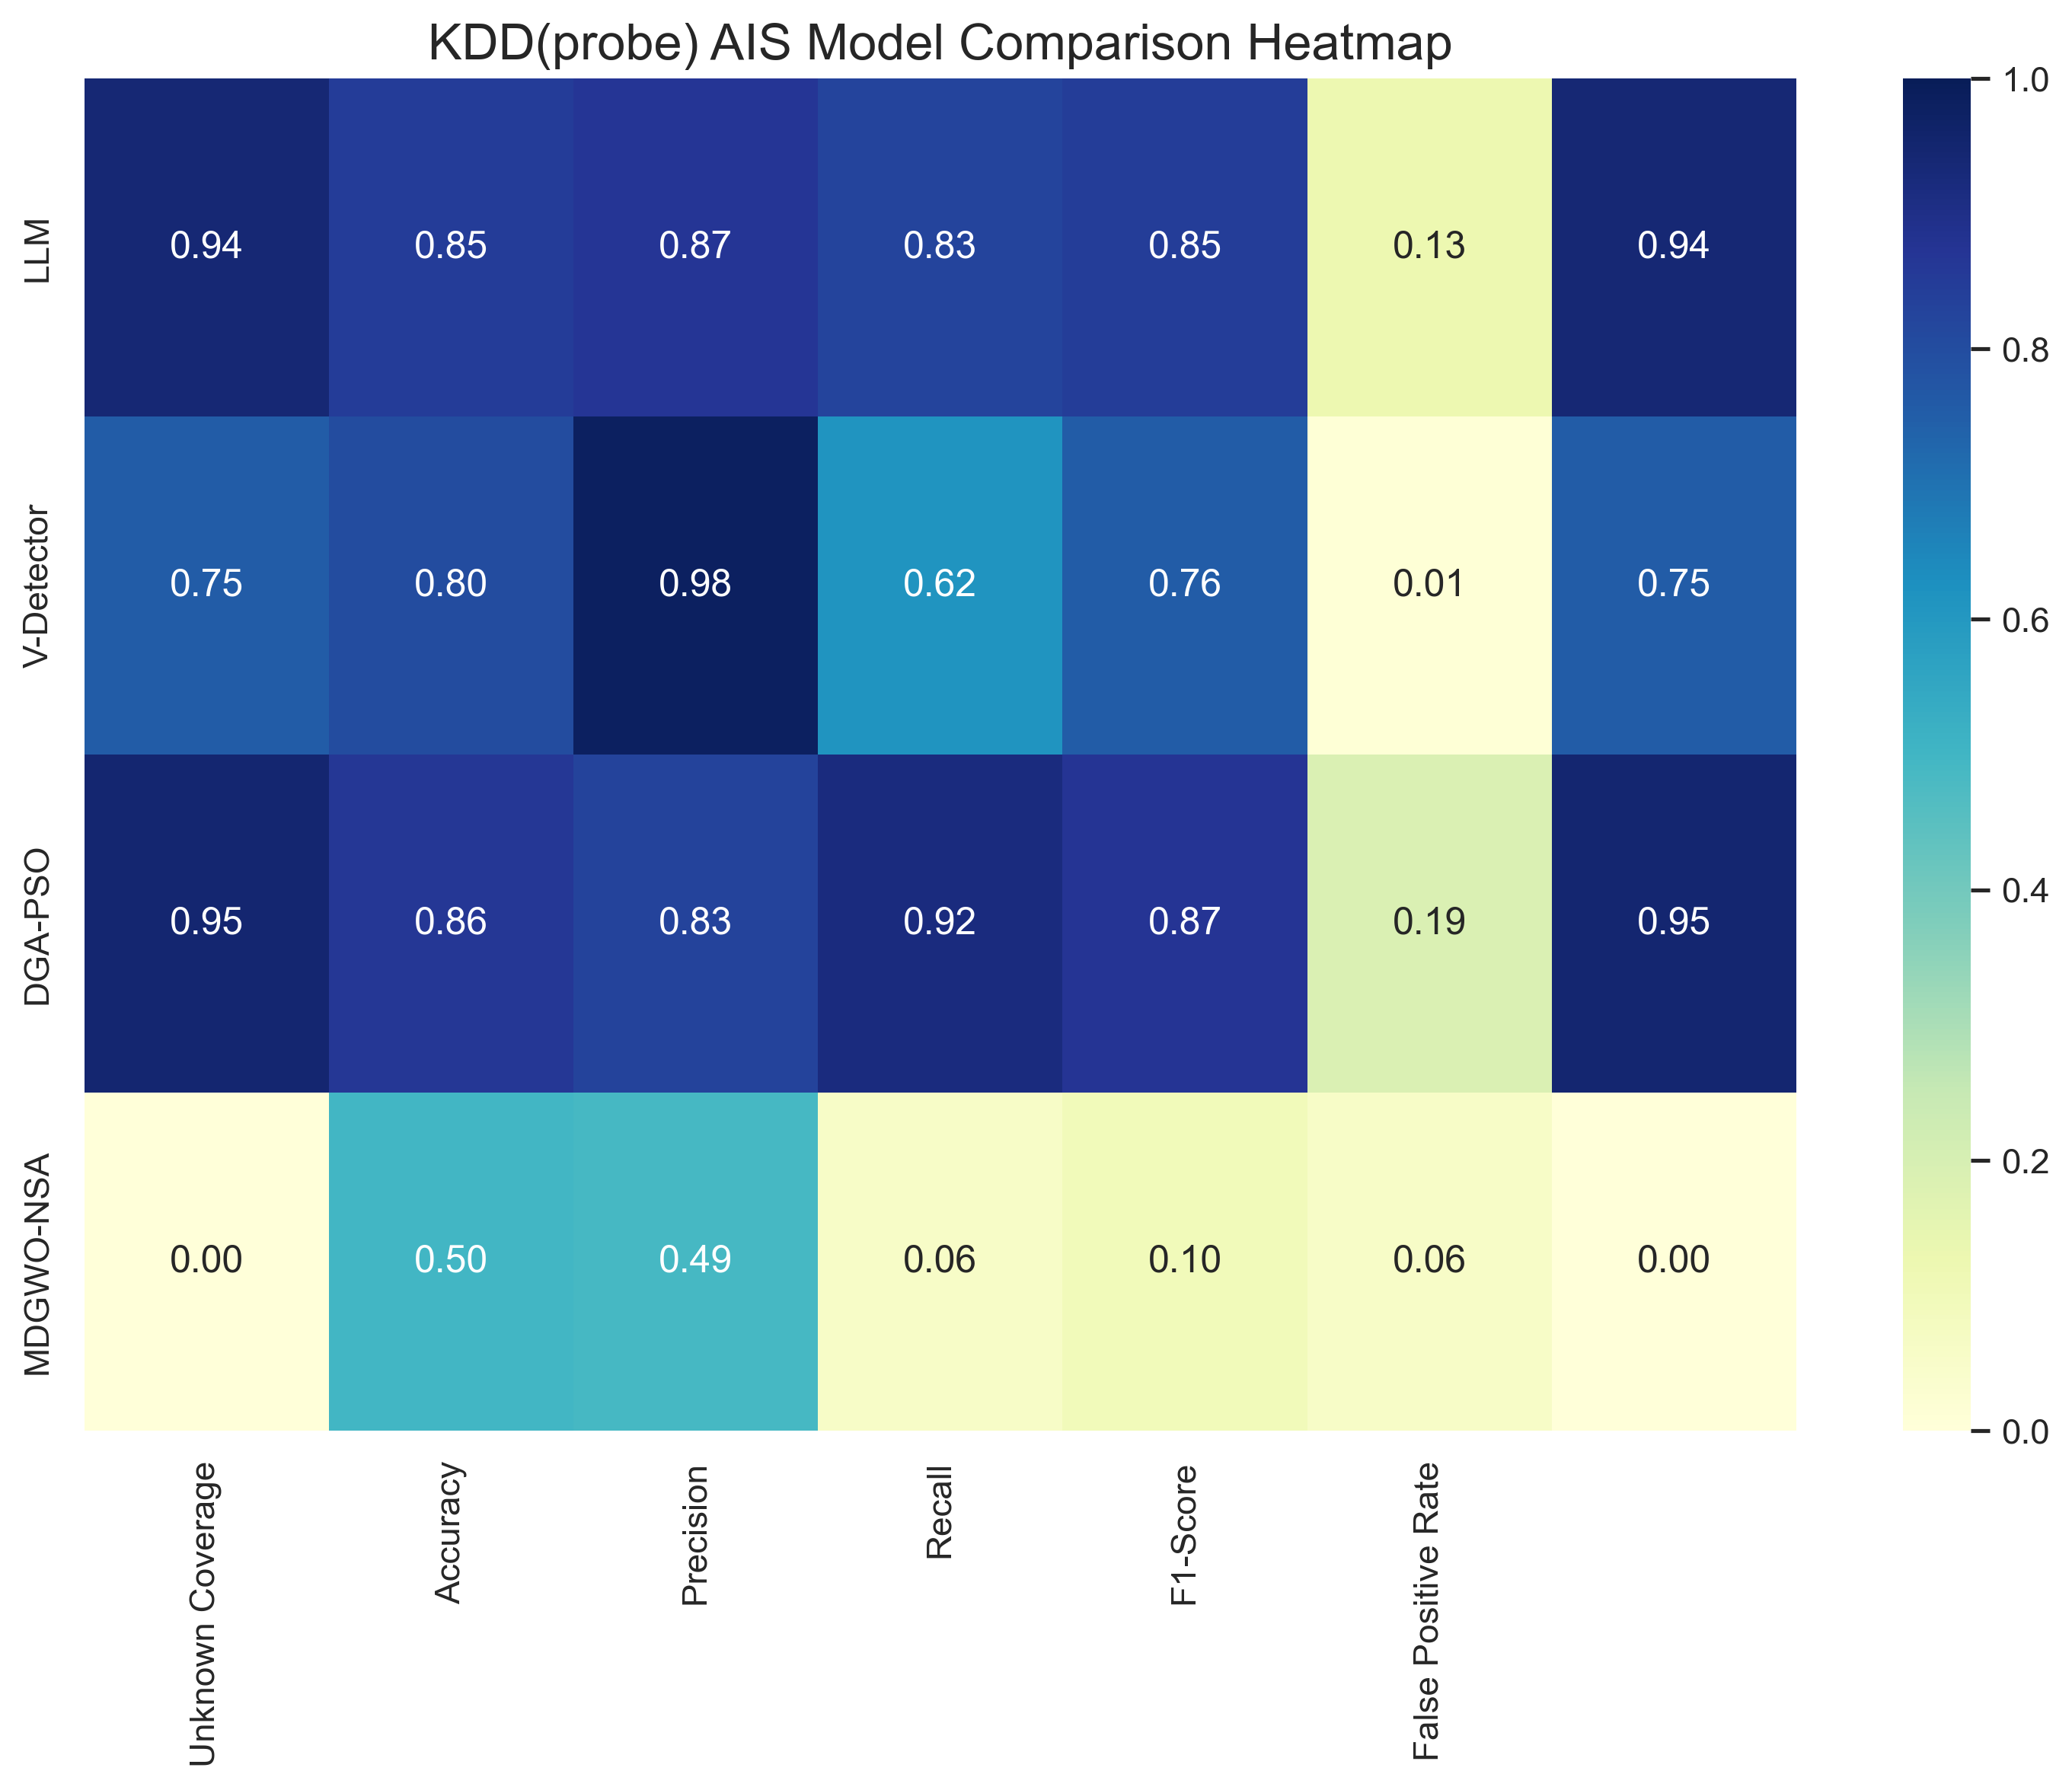 KDD(probe) AIS Model Comparison Heatmap
LLM
0.94 0.85 0.87 0.83 0.85 0.13 0.94
V-Detector
0.75 0.80 0.98 0.62 0.76 0.01 0.75
DGA-PSO
0.95 0.86 0.83 0.92 0.87 0.19 0.95
MDGWO-NSA
0.00 0.50 0.49 0.06 0.10 0.06 0.00
Unknown Coverage
Accuracy
Precision
Recall
F1-Score
False Positive Rate
1.0
0.8
0.6
0.4
0.2
0.0